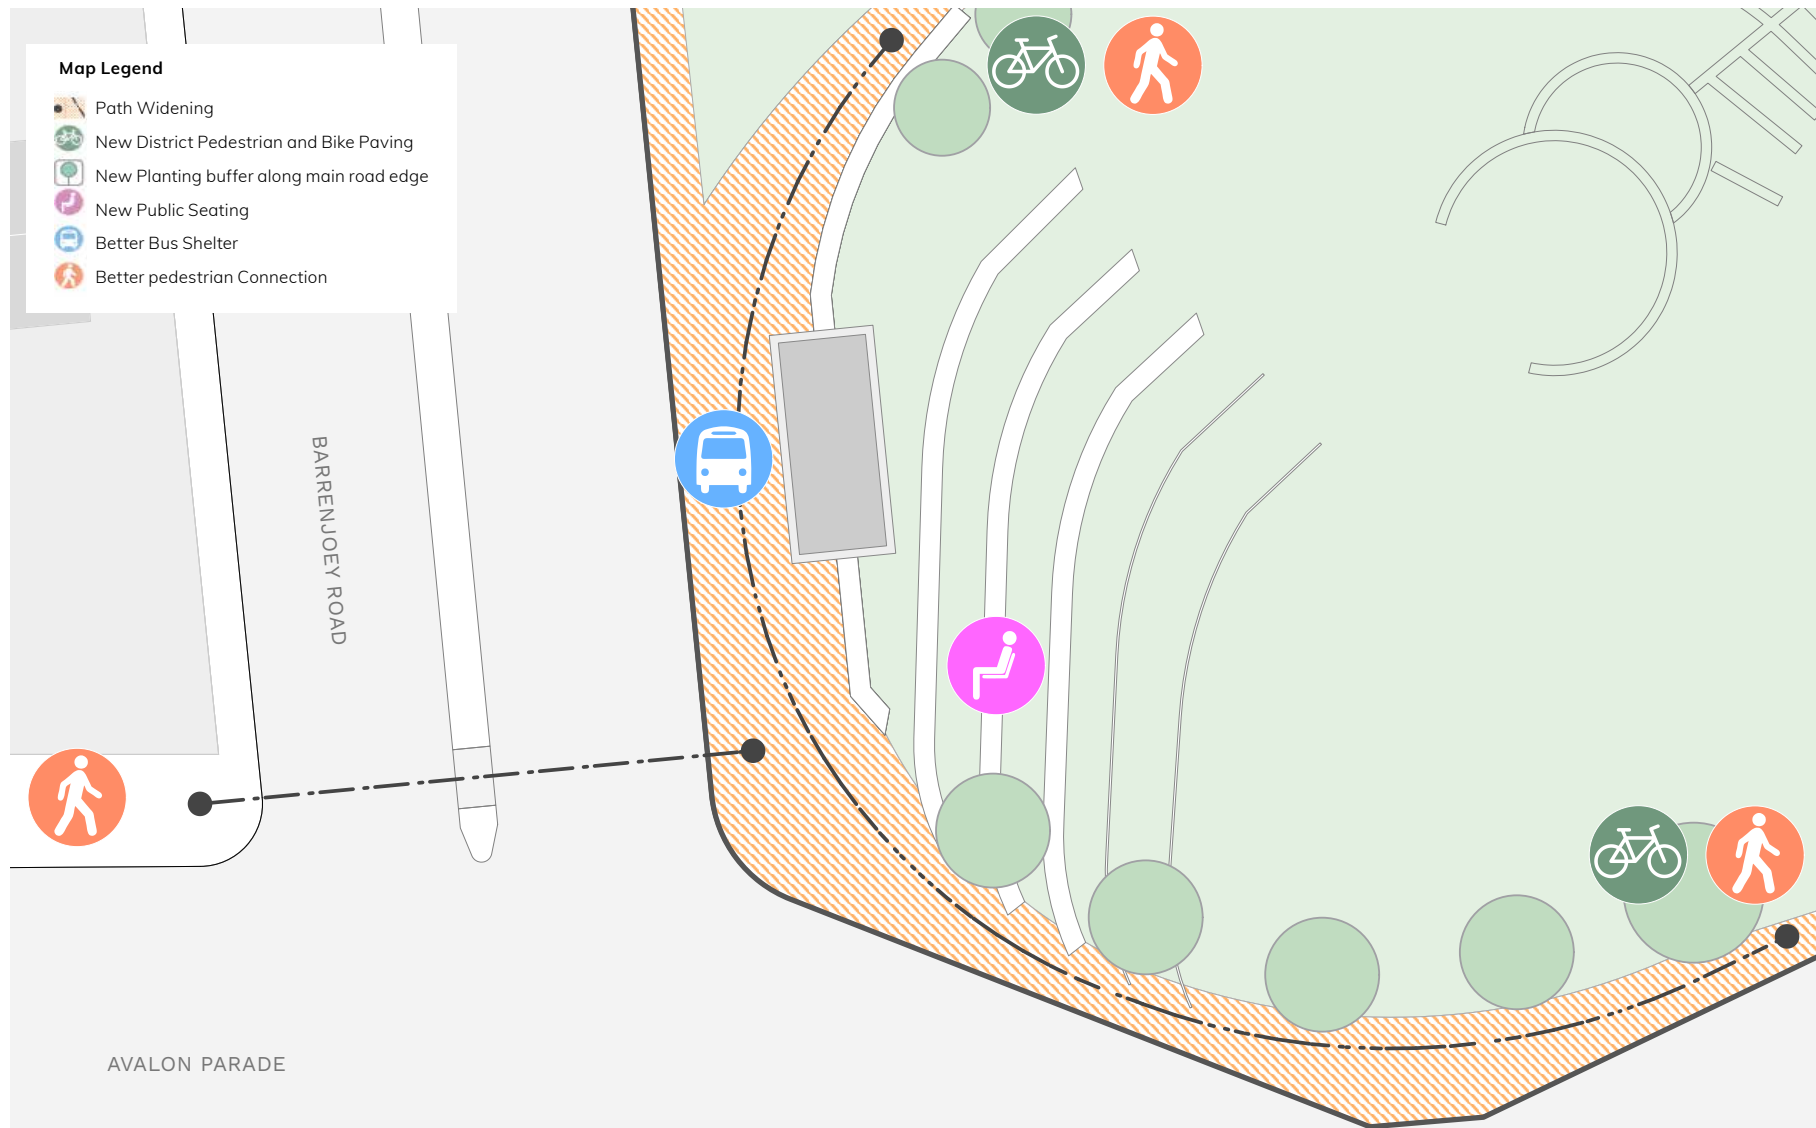 Map Legend
Path Widening
New District Pedestrian and Bike Paving
New Planting buffer along main road edge
New Public Seating
Better Bus Shelter
Better pedestrian Connection
BARRENJOEY ROAD
AVALON PARADE